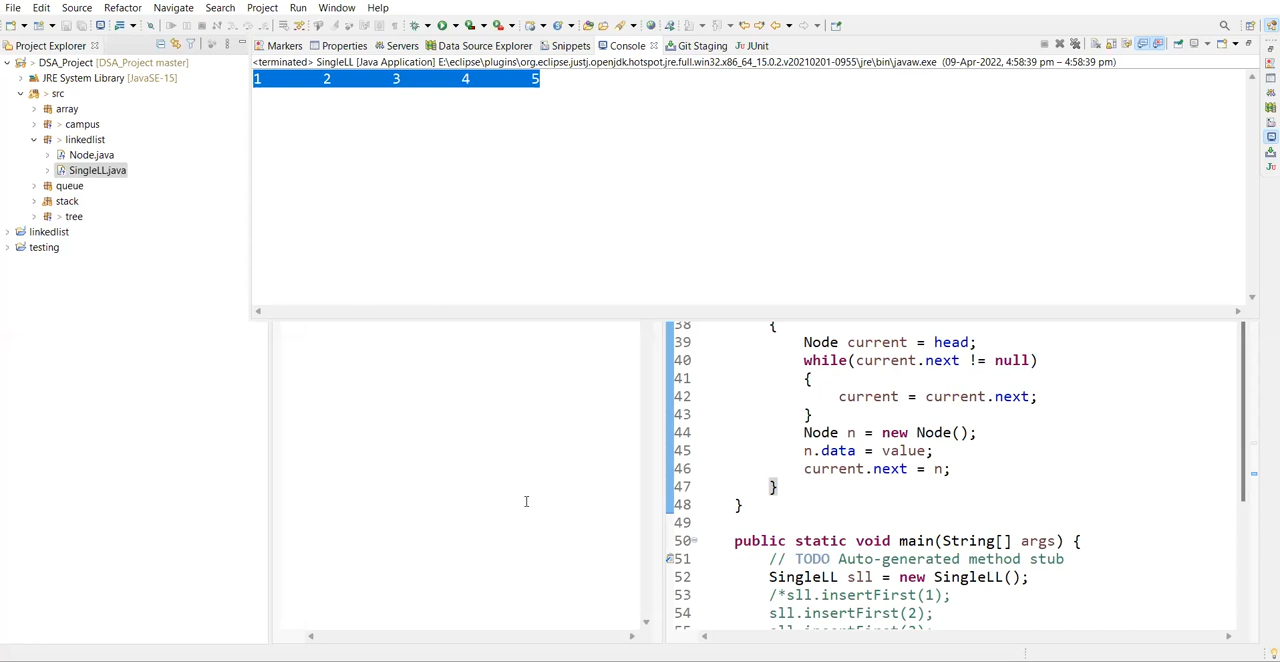 File Edit Source Refactor Navigate Search Project Run Window Help
Project Explorer
Markers Properties Servers Data Source Explorer Snippets Console Git Staging JUnit
<terminated> SingleLL [Java Application] E:\eclipse\plugins\org.eclipse.justj.openjdk.hotspot.jre.full.win32.x86_64_15.0.2.v20210201-0955\jre\bin\javaw.exe (09-Apr-2022, 4:58:39 pm – 4:58:39 pm)
1 2 3 4 5
> DSA_Project [DSA_Project master]
JRE System Library [JavaSE-15]
> src
array
> campus
> linkedlist
Node.java
SingleLL.java
queue
stack
> tree
linkedlist
testing
38 {
39 Node current = head;
40 while(current.next != null)
41 {
42 current = current.next;
43 }
44 Node n = new Node();
45 n.data = value;
46 current.next = n;
47 }
48 }
49
50 public static void main(String[] args) {
51 // TODO Auto-generated method stub
52 SingleLL sll = new SingleLL();
53 /*sll.insertFirst(1);
54 sll.insertFirst(2);